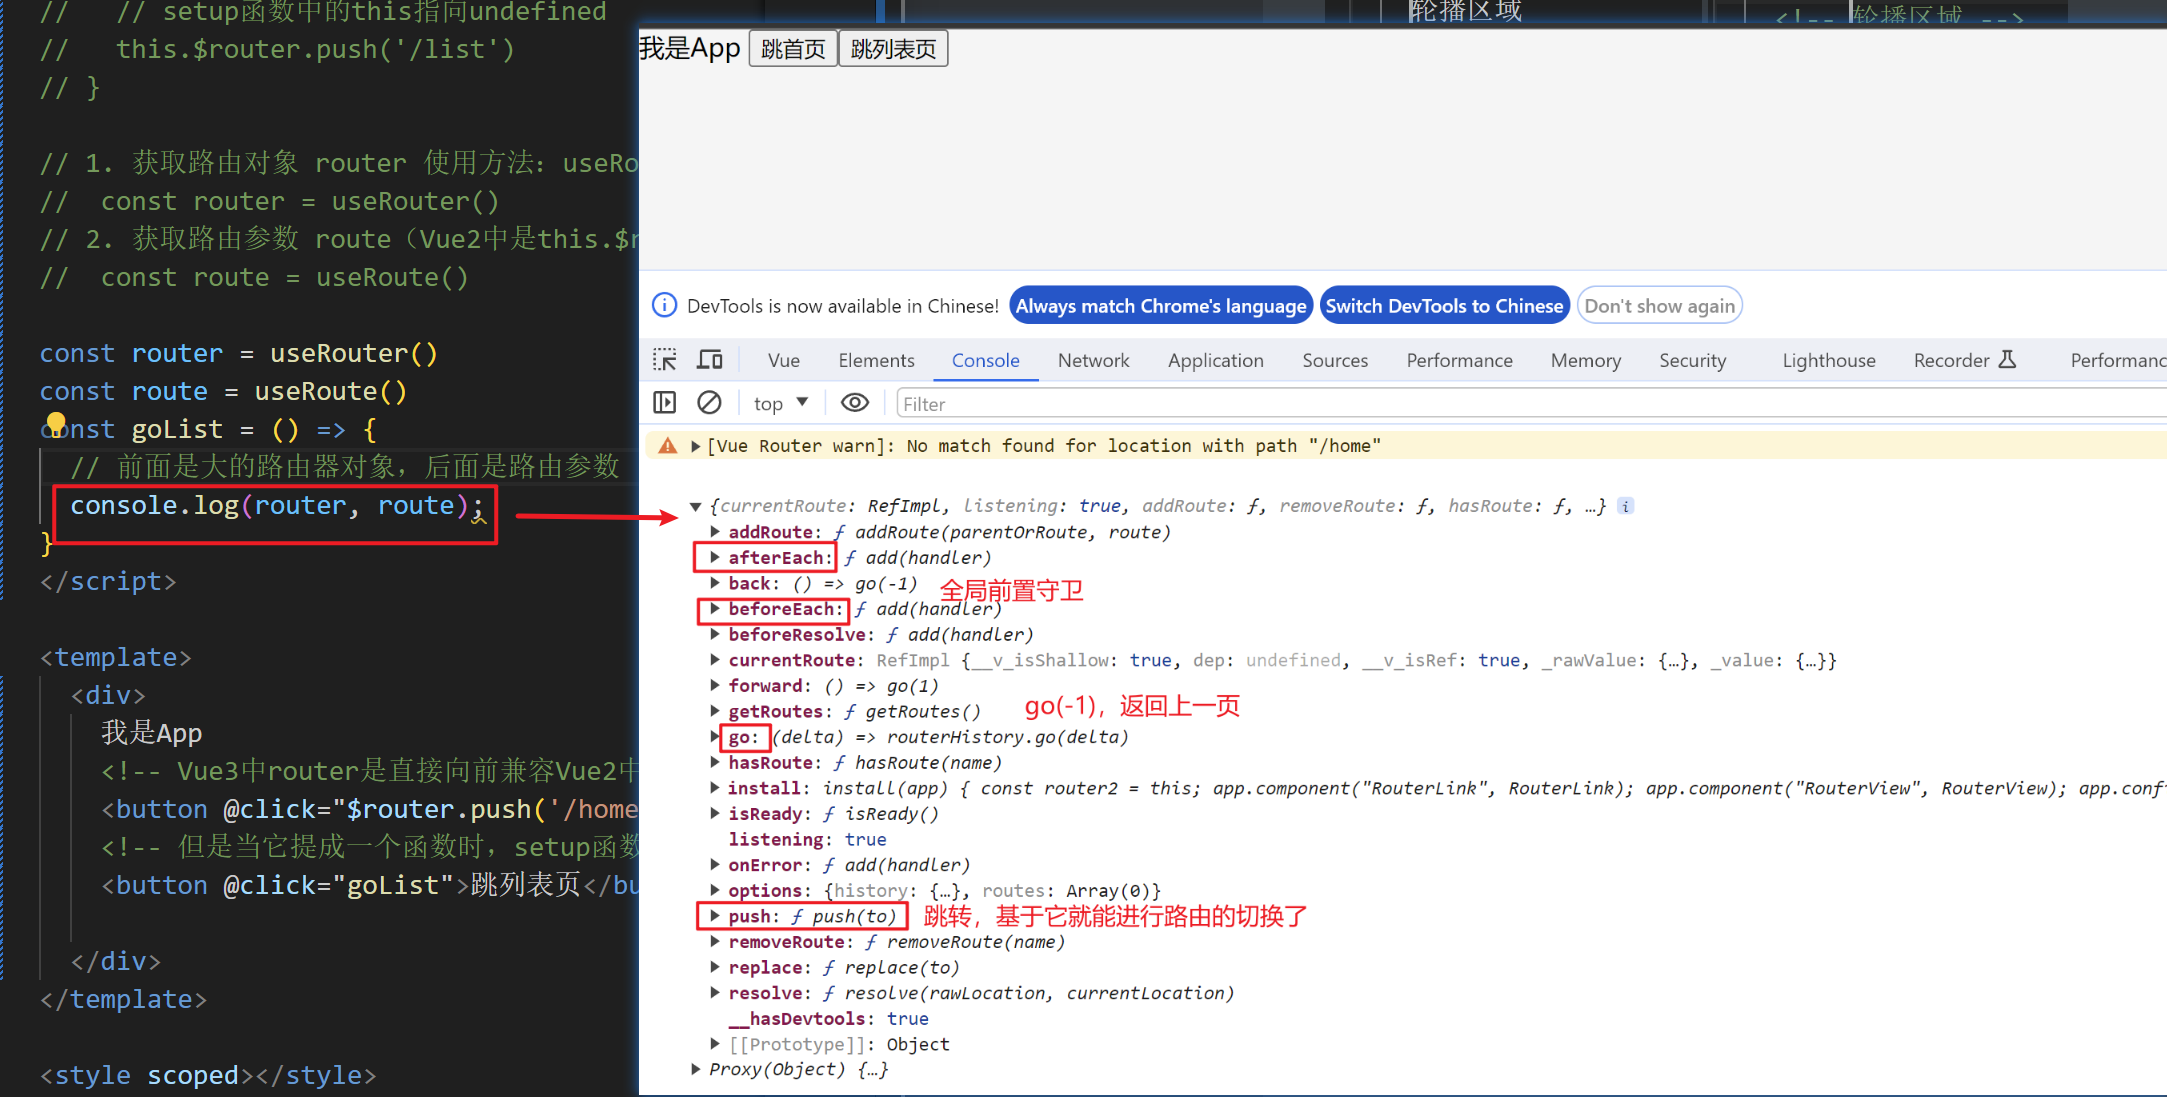 //   // setup函数中的this指向undefined
//   this.$router.push('/list')
// }
// 1. 获取路由对象 router 使用方法：useRo
//  const router = useRouter()
// 2. 获取路由参数 route（Vue2中是this.$r
//  const route = useRoute()
const router = useRouter()
const route = useRoute()
const goList = () => {
// 前面是大的路由器对象，后面是路由参数
console.log(router, route);
}
</script>
<template>
<div>
我是App
<!-- Vue3中router是直接向前兼容Vue2中
<button @click="$router.push('/home
<!-- 但是当它提成一个函数时，setup函数
<button @click="goList">跳列表页</bu
</div>
</template>
<style scoped></style>
轮播区域
<!-- 轮播区域 -->
我是App 跳首页 跳列表页
DevTools is now available in Chinese! Always match Chrome's language Switch DevTools to Chinese Don't show again
Vue Elements Console Network Application Sources Performance Memory Security Lighthouse Recorder Performanc
top Filter
[Vue Router warn]: No match found for location with path "/home"
{currentRoute: RefImpl, listening: true, addRoute: ƒ, removeRoute: ƒ, hasRoute: ƒ, …} i
addRoute: ƒ addRoute(parentOrRoute, route)
afterEach: ƒ add(handler)
back: () => go(-1)
全局前置守卫
beforeEach: ƒ add(handler)
beforeResolve: ƒ add(handler)
currentRoute: RefImpl {__v_isShallow: true, dep: undefined, __v_isRef: true, _rawValue: {…}, _value: {…}}
forward: () => go(1)
getRoutes: ƒ getRoutes()
go(-1)，返回上一页
go: (delta) => routerHistory.go(delta)
hasRoute: ƒ hasRoute(name)
install: install(app) { const router2 = this; app.component("RouterLink", RouterLink); app.component("RouterView", RouterView); app.conf
isReady: ƒ isReady()
listening: true
onError: ƒ add(handler)
options: {history: {…}, routes: Array(0)}
push: ƒ push(to) 跳转，基于它就能进行路由的切换了
removeRoute: ƒ removeRoute(name)
replace: ƒ replace(to)
resolve: ƒ resolve(rawLocation, currentLocation)
__hasDevtools: true
[[Prototype]]: Object
Proxy(Object) {…}